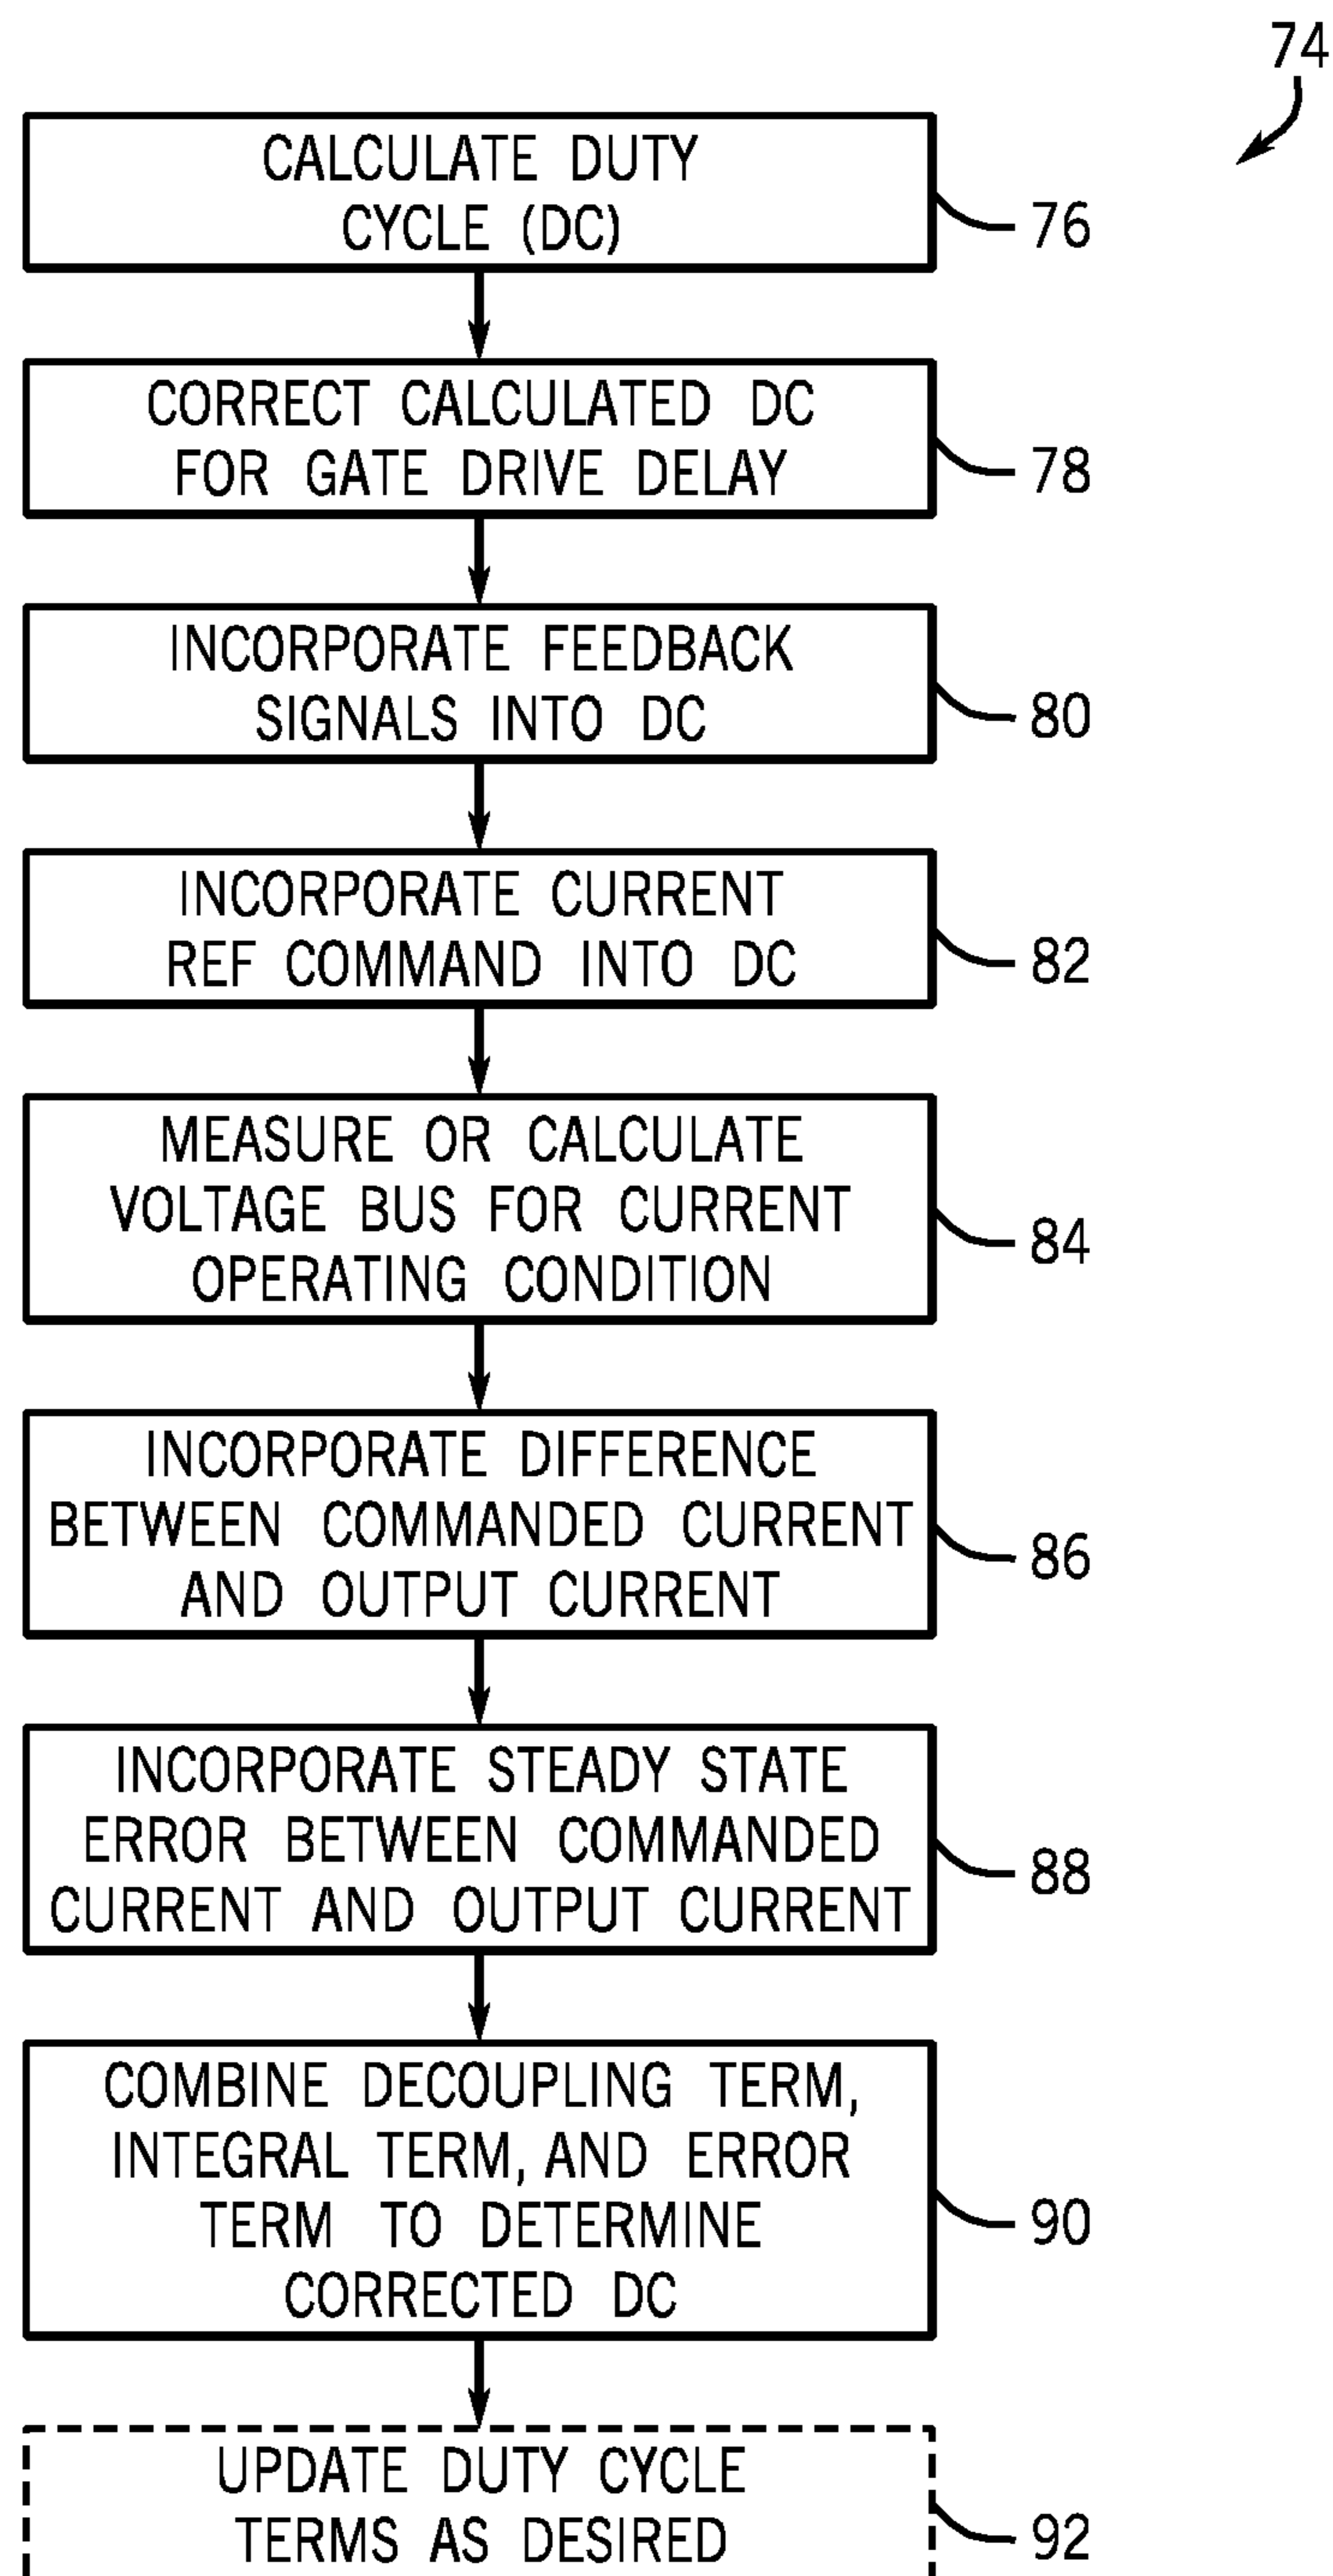 74
CALCULATE DUTY
CYCLE (DC)
76
CORRECT CALCULATED DC
FOR GATE DRIVE DELAY
78
INCORPORATE FEEDBACK
SIGNALS INTO DC
80
INCORPORATE CURRENT
REF COMMAND INTO DC
82
MEASURE OR CALCULATE
VOLTAGE BUS FOR CURRENT
OPERATING CONDITION
84
INCORPORATE DIFFERENCE
BETWEEN COMMANDED CURRENT
AND OUTPUT CURRENT
86
INCORPORATE STEADY STATE
ERROR BETWEEN COMMANDED
CURRENT AND OUTPUT CURRENT
88
COMBINE DECOUPLING TERM,
INTEGRAL TERM, AND ERROR
TERM TO DETERMINE
CORRECTED DC
90
UPDATE DUTY CYCLE
TERMS AS DESIRED
92